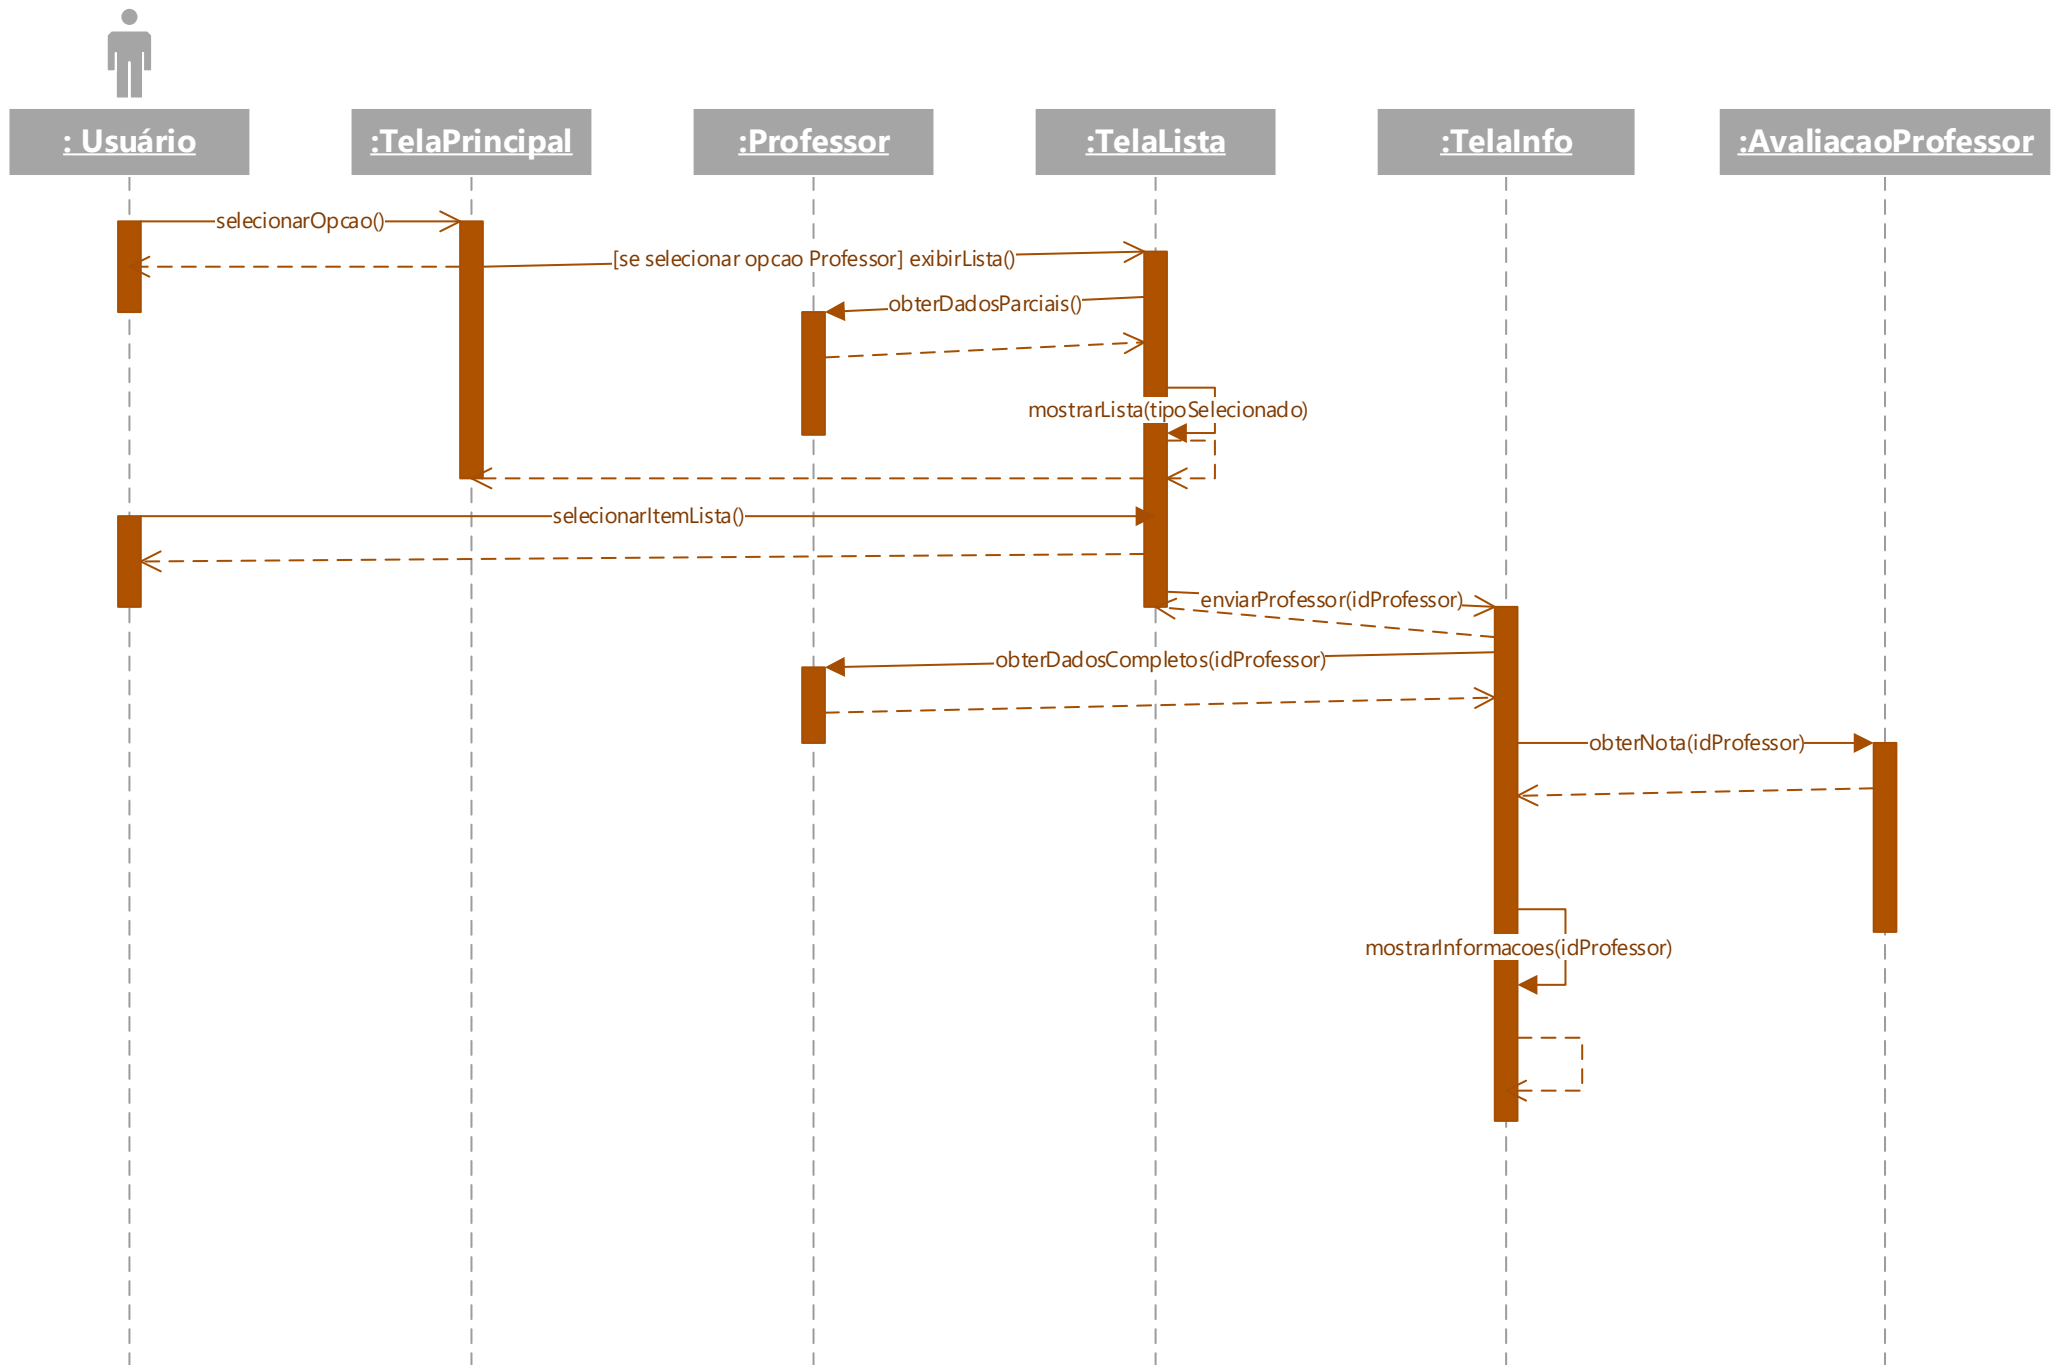 : Usuário
:TelaPrincipal
:Professor
:TelaLista
:TelaInfo
:AvaliacaoProfessor
selecionarOpcao()
[se selecionar opcao Professor] exibirLista()
obterDadosParciais()
mostrarLista(tipoSelecionado)
selecionarItemLista()
enviarProfessor(idProfessor)
obterDadosCompletos(idProfessor)
obterNota(idProfessor)
mostrarInformacoes(idProfessor)